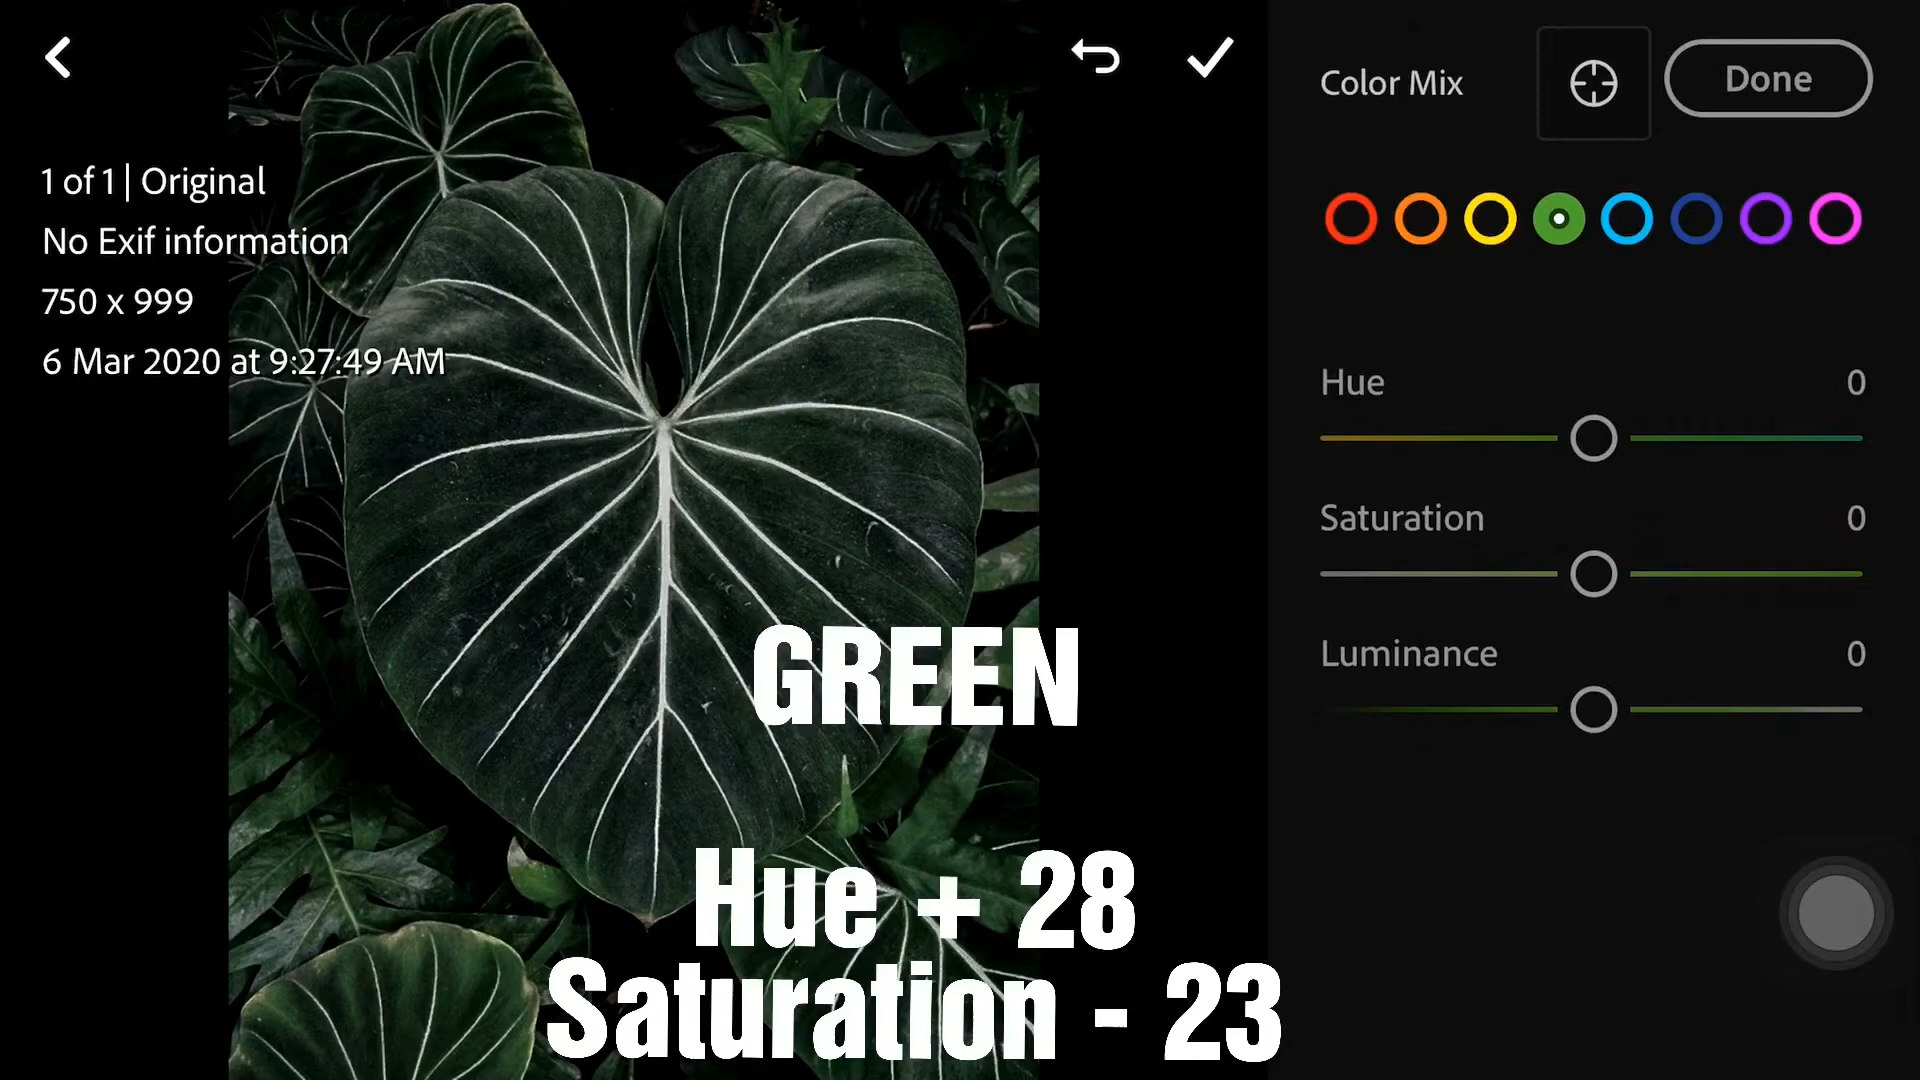 1 of 1 | Original
No Exif information
750 x 999
6 Mar 2020 at 9:27:49 AM
Color Mix
Done
Hue 0
Saturation 0
Luminance 0
GREEN
Hue + 28
Saturation - 23